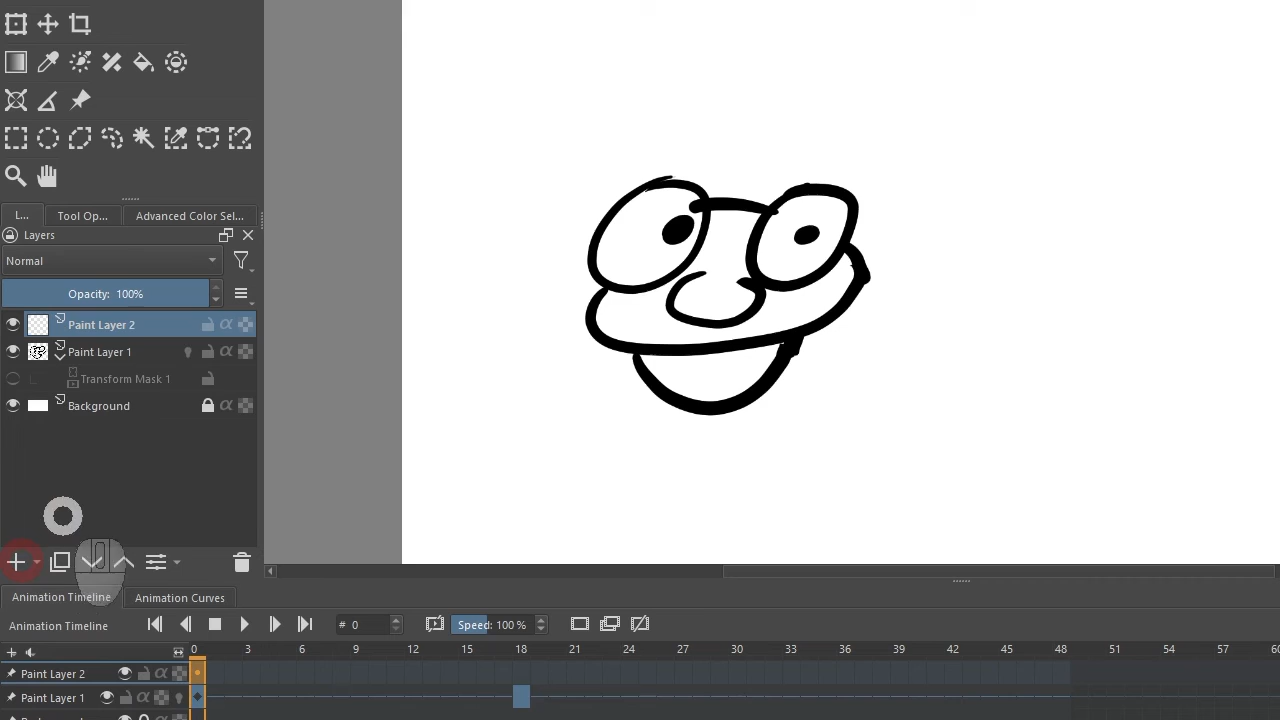 L...
Tool Op...
Advanced Color Sel...
Layers
Normal
Opacity: 100%
Paint Layer 2
Paint Layer 1
Transform Mask 1
Background
Animation Timeline
Animation Curves
Animation Timeline
# 0
Speed: 100 %
0 3 6 9 12 15 18 21 24 27 30 33 36 39 42 45 48 51 54 57 60
Paint Layer 2
Paint Layer 1